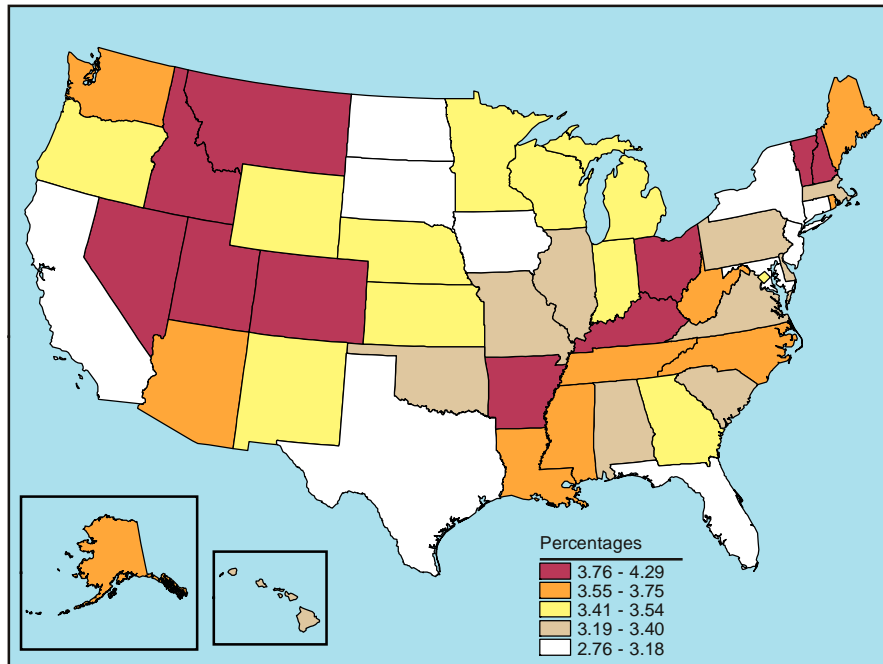 Percentages
3.76 - 4.29
3.55 - 3.75
3.41 - 3.54
3.19 - 3.40
2.76 - 3.18